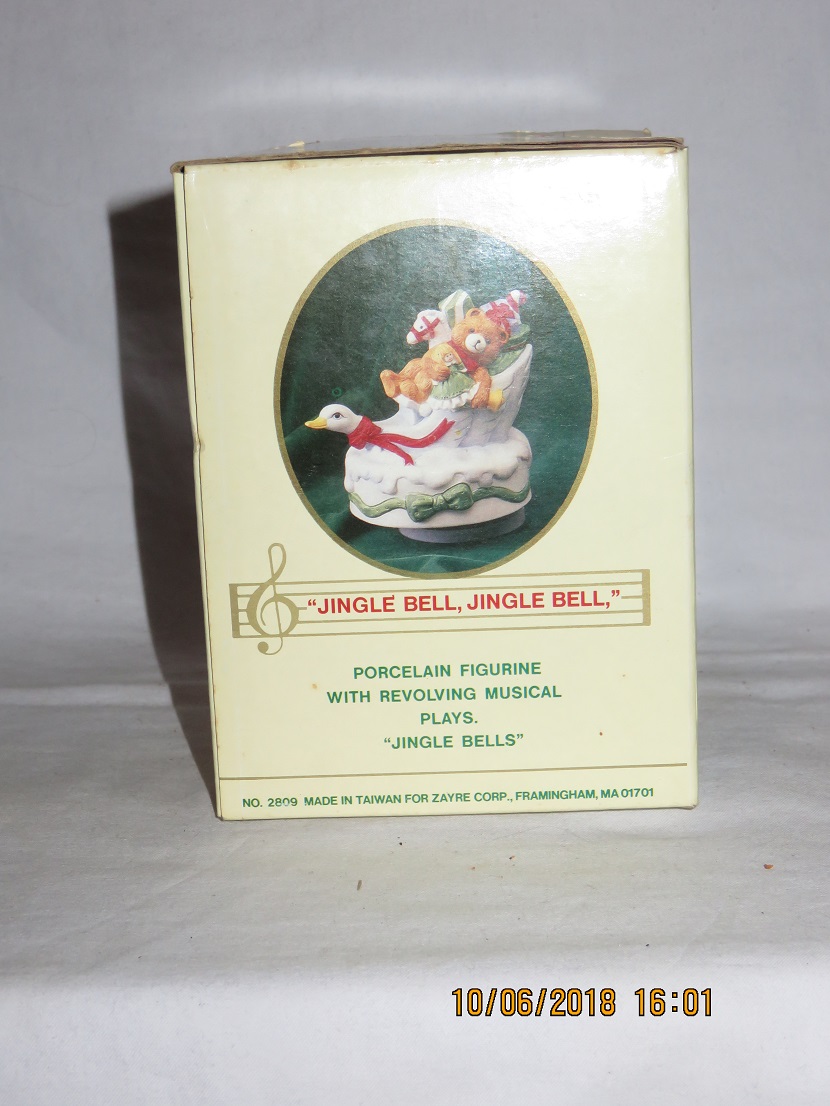 “JINGLE BELL, JINGLE BELL,”
PORCELAIN FIGURINE
WITH REVOLVING MUSICAL
PLAYS.
“JINGLE BELLS”
NO. 2809 MADE IN TAIWAN FOR ZAYRE CORP., FRAMINGHAM, MA 01701
10/06/2018 16:01